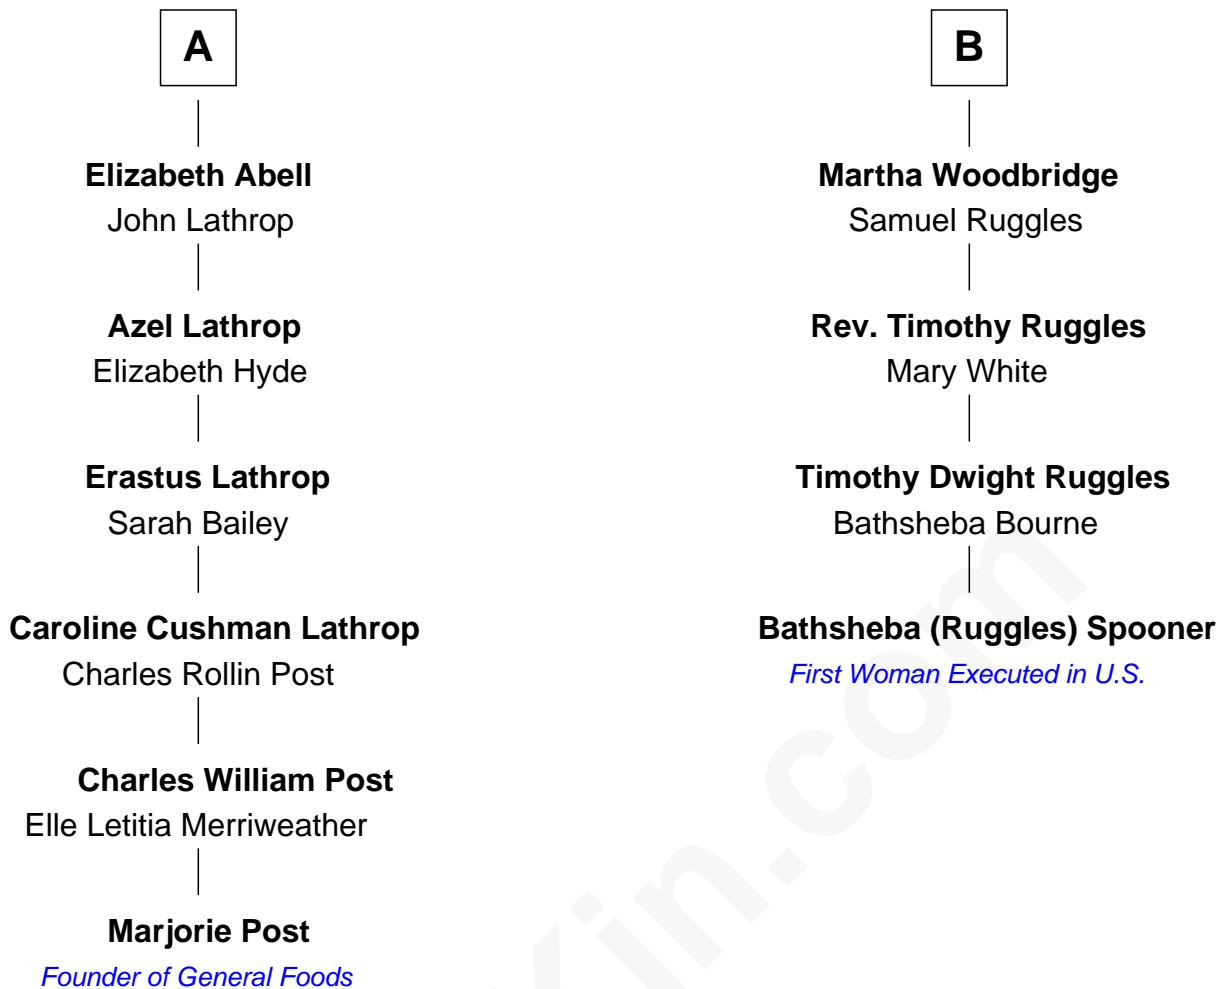 A
Elizabeth Abell
John Lathrop
Azel Lathrop
Elizabeth Hyde
Erastus Lathrop
Sarah Bailey
Caroline Cushman Lathrop
Charles Rollin Post
Charles William Post
Elle Letitia Merriweather
Marjorie Post
Founder of General Foods
B
Martha Woodbridge
Samuel Ruggles
Rev. Timothy Ruggles
Mary White
Timothy Dwight Ruggles
Bathsheba Bourne
Bathsheba (Ruggles) Spooner
First Woman Executed in U.S.